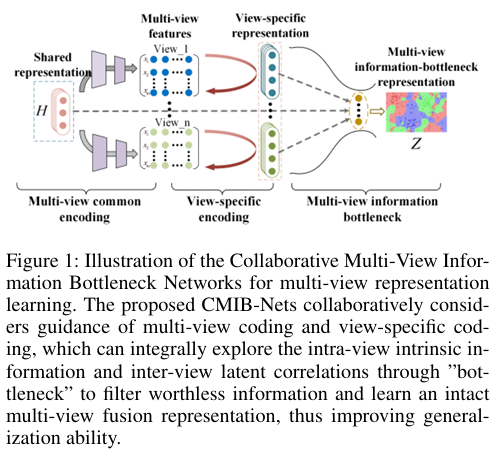 Multi-view features
View-specific representation
Shared representation
View_1
Multi-view information-bottleneck representation
H
View_n
Z
Multi-view common encoding
View-specific encoding
Multi-view information bottleneck
Figure 1: Illustration of the Collaborative Multi-View Infor-
mation Bottleneck Networks for multi-view representation
learning. The proposed CMIB-Nets collaboratively consid-
ers guidance of multi-view coding and view-specific cod-
ing, which can integrally explore the intra-view intrinsic in-
formation and inter-view latent correlations through ”bot-
tleneck” to filter worthless information and learn an intact
multi-view fusion representation, thus improving general-
ization ability.